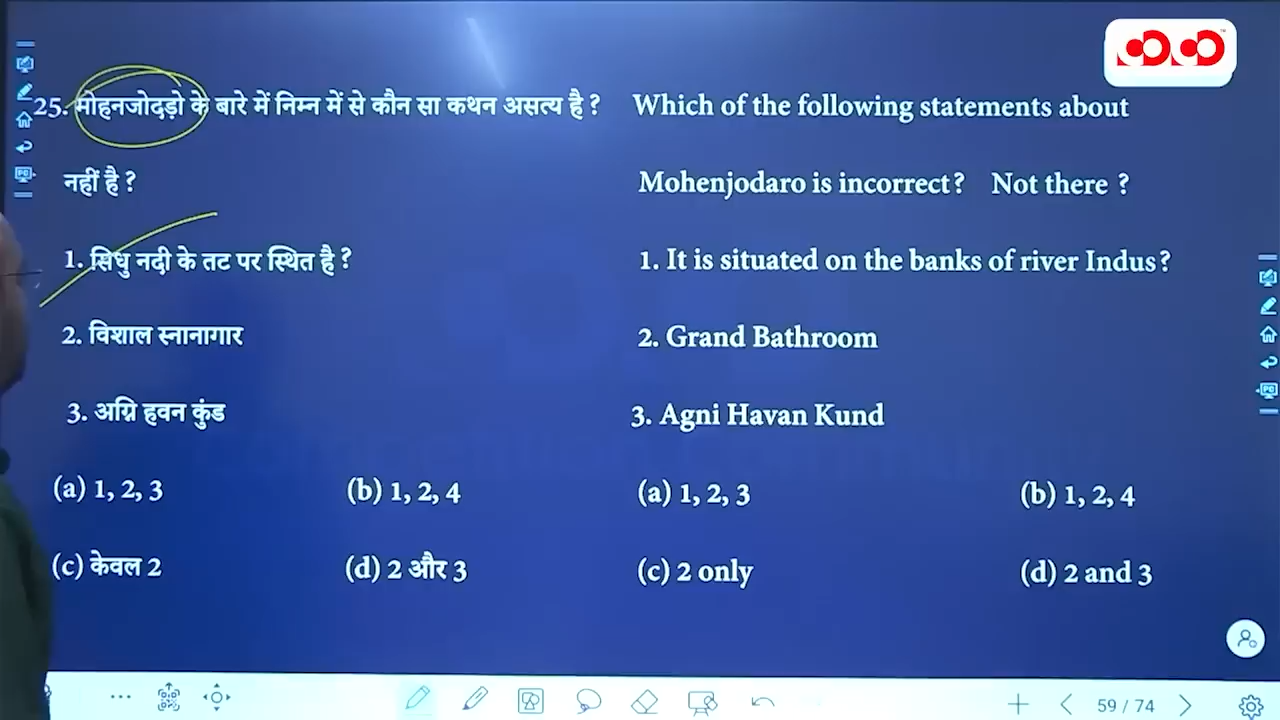 25. मोहनजोदड़ो के बारे में निम्न में से कौन सा कथन असत्य है ?
नहीं है ?
1. सिधु नदी के तट पर स्थित है ?
2. विशाल स्नानागार
3. अग्नि हवन कुंड
(a) 1, 2, 3 (b) 1, 2, 4
(c) केवल 2 (d) 2 और 3
Which of the following statements about
Mohenjodaro is incorrect? Not there ?
1. It is situated on the banks of river Indus?
2. Grand Bathroom
3. Agni Havan Kund
(a) 1, 2, 3 (b) 1, 2, 4
(c) 2 only (d) 2 and 3
59 / 74